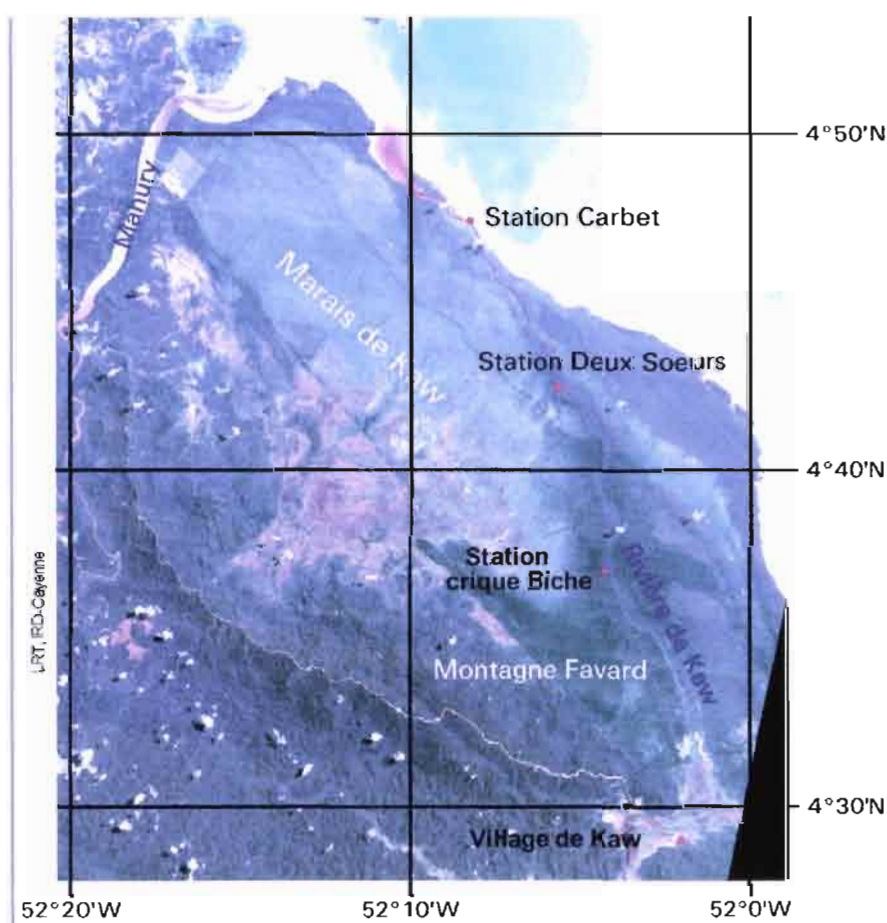 4°50'N
Manury
Station Carbet
Marais de Kaw
Station Deux Soeurs
4°40'N
Station
crique Biche
Rivière de Kaw
LRT, IRD-Cayenne
Montagne Favard
4°30'N
Village de Kaw
52°20'W
52°10'W
52°0'W